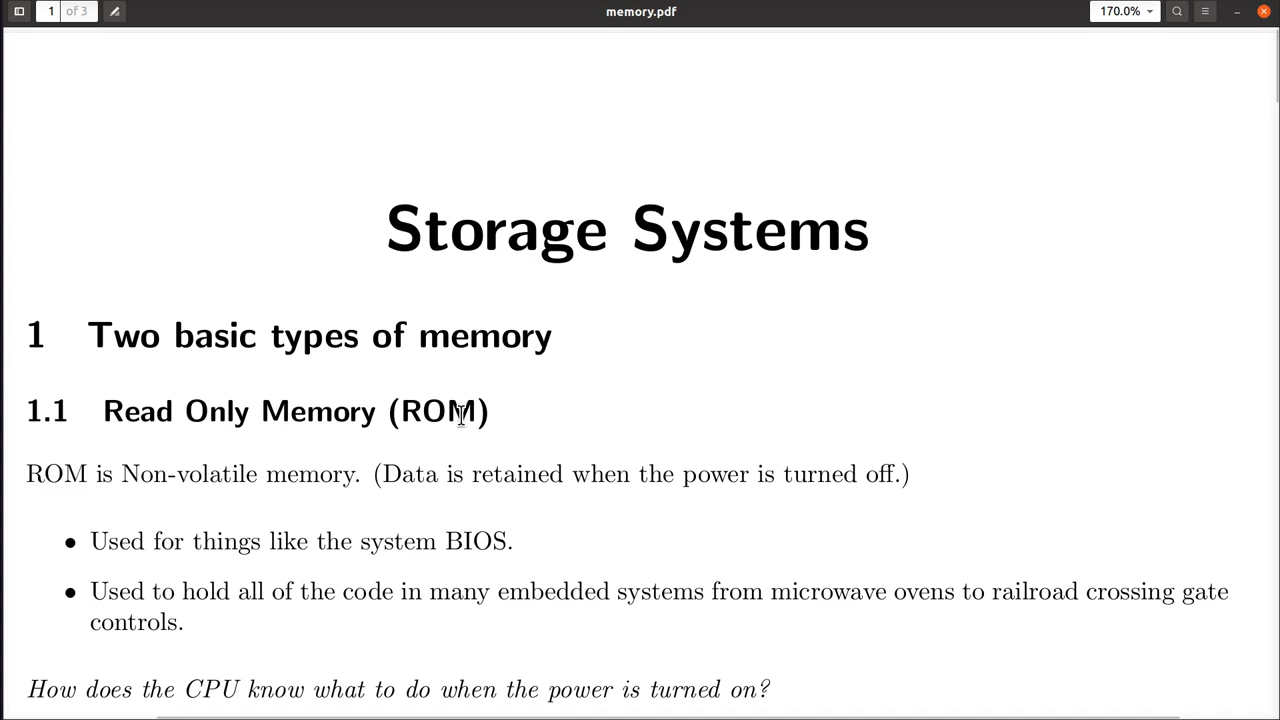 1 of 3 memory.pdf 170.0%
Storage Systems
1 Two basic types of memory
1.1 Read Only Memory (ROM)
ROM is Non-volatile memory. (Data is retained when the power is turned off.)
• Used for things like the system BIOS.
• Used to hold all of the code in many embedded systems from microwave ovens to railroad crossing gate
controls.
How does the CPU know what to do when the power is turned on?